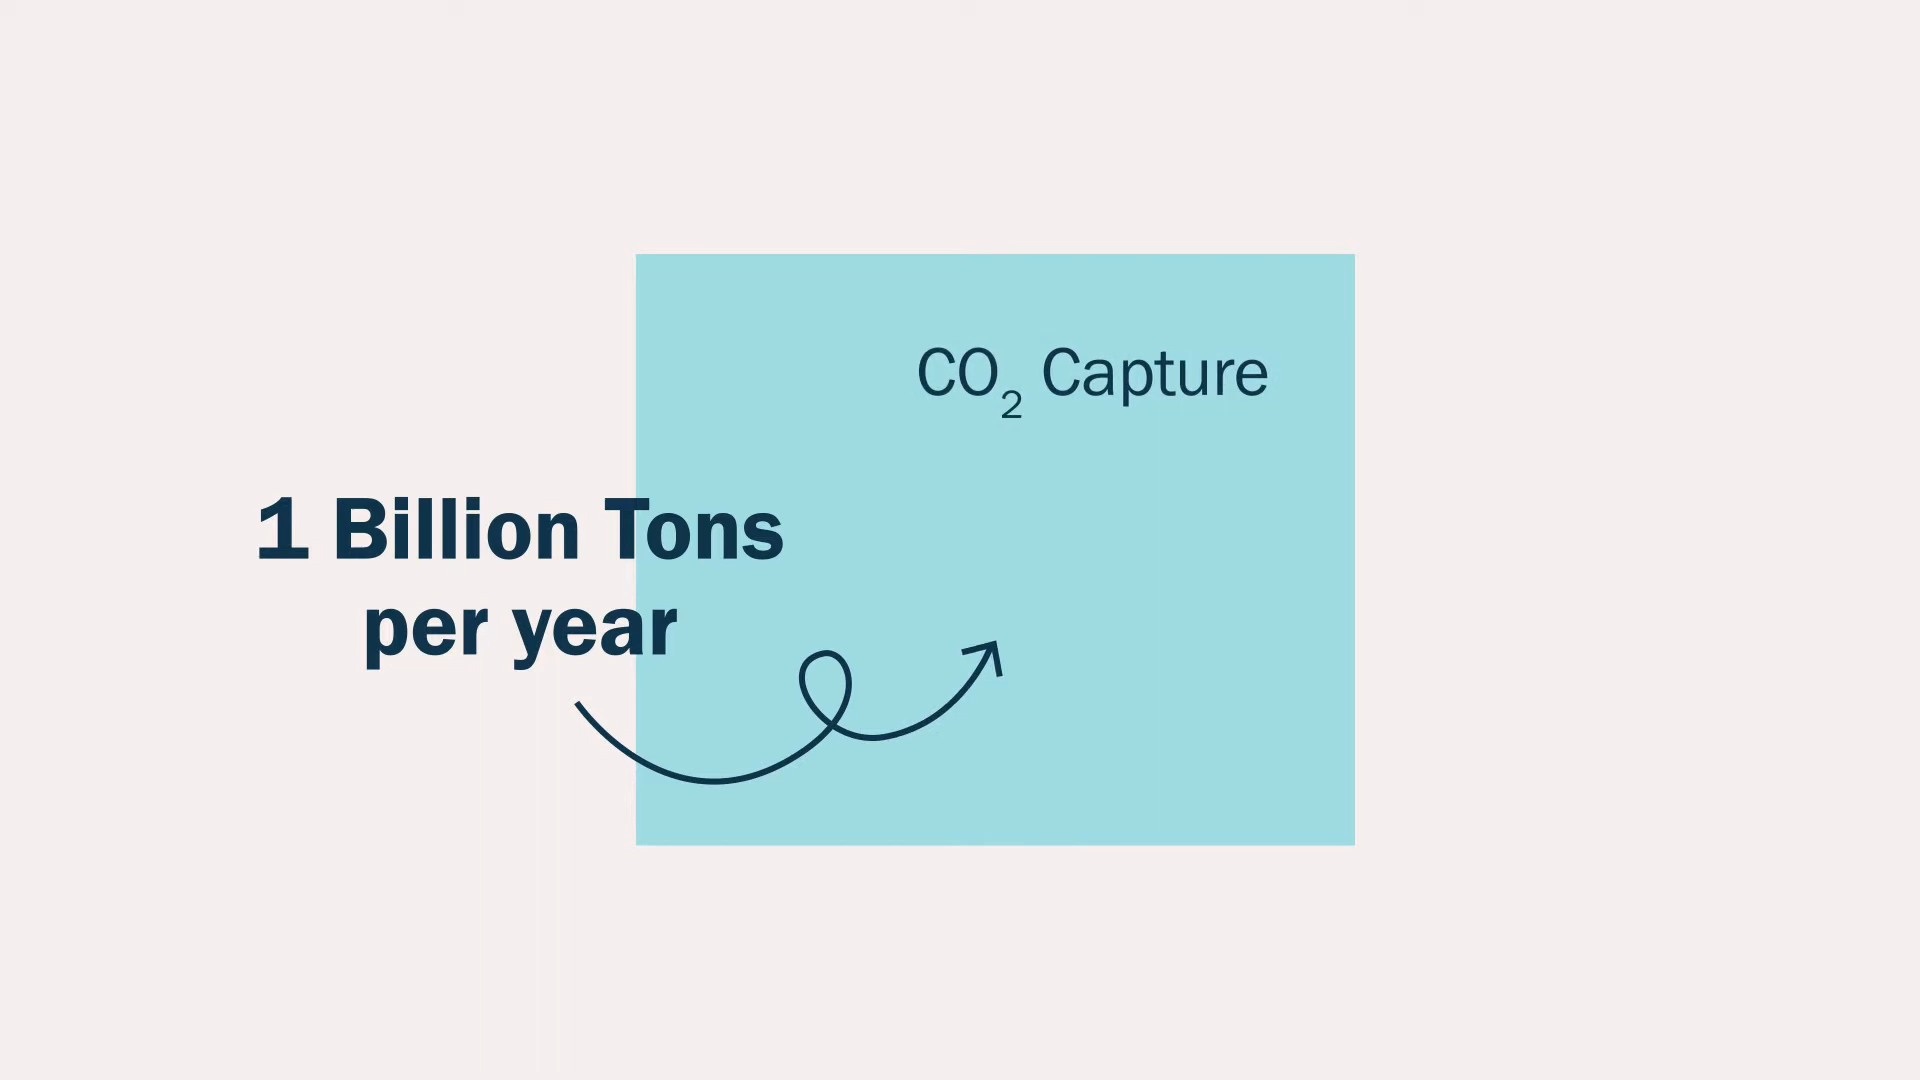 CO₂ Capture
1 Billion Tons
per year